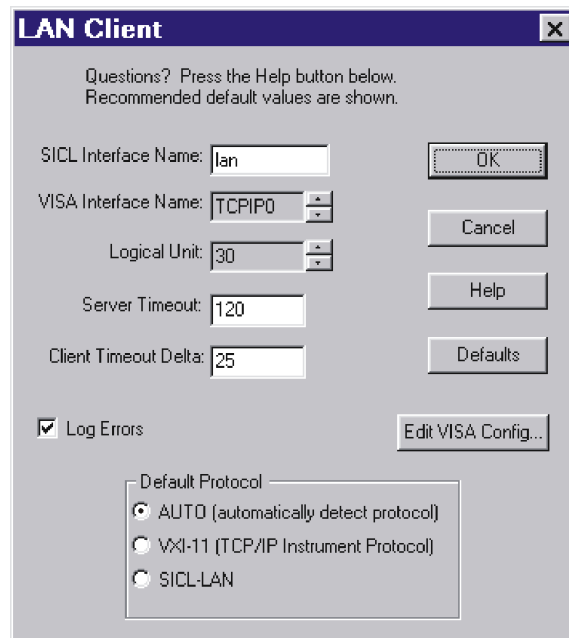 LAN Client
Questions? Press the Help button below.
Recommended default values are shown.
SICL Interface Name: lan
OK
VISA Interface Name: TCPIP0
Cancel
Logical Unit: 30
Help
Server Timeout: 120
Client Timeout Delta: 25
Defaults
Log Errors
Edit VISA Config...
Default Protocol
AUTO (automatically detect protocol)
VXI-11 (TCP/IP Instrument Protocol)
SICL-LAN